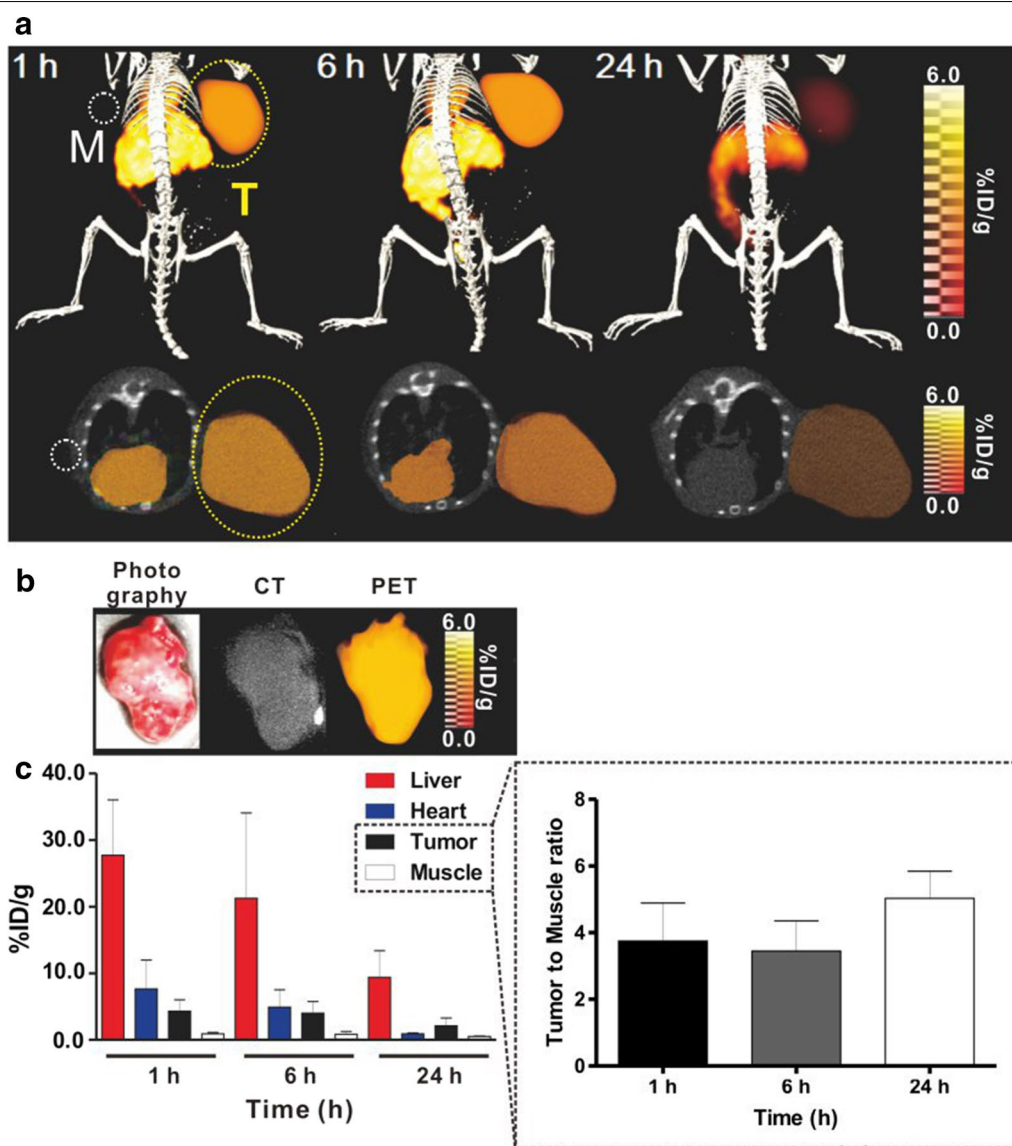 a
1 h
6 h
24 h
M
T
6.0
%ID/g
0.0
6.0
%ID/g
0.0
b
Photo
graphy
CT
PET
6.0
%ID/g
0.0
c
40.0
30.0
20.0
10.0
0.0
%ID/g
Liver
Heart
Tumor
Muscle
1 h
6 h
24 h
Time (h)
8
6
4
2
0
Tumor to Muscle ratio
1 h
6 h
24 h
Time (h)